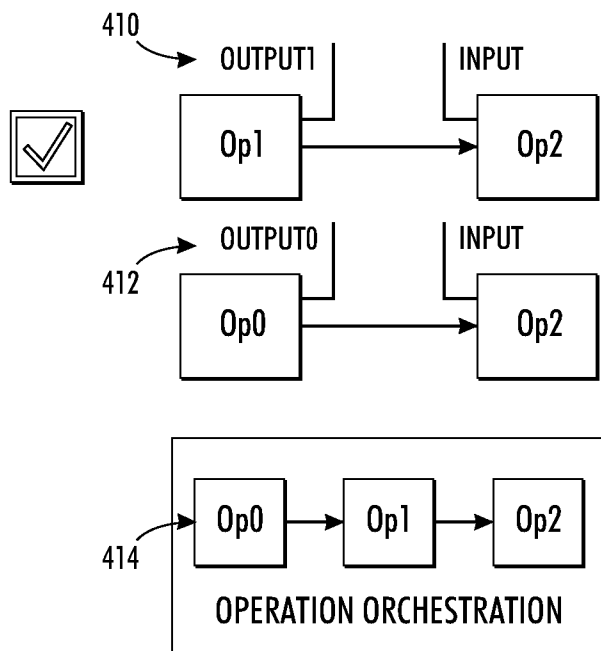 410
OUTPUT1 INPUT
Op1 Op2
OUTPUT0 INPUT
412
Op0 Op2
Op0 Op1 Op2
414
OPERATION ORCHESTRATION